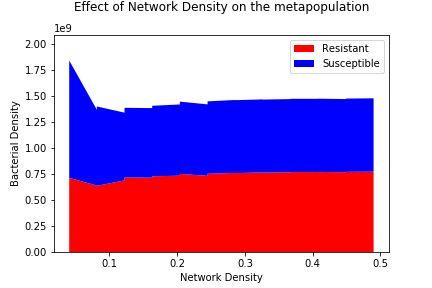 Effect of Network Density on the metapopulation
1e9
2.00
1.75
1.50
1.25
1.00
0.75
0.50
0.25
0.00
Bacterial Density
Resistant
Susceptible
0.1 0.2 0.3 0.4 0.5
Network Density